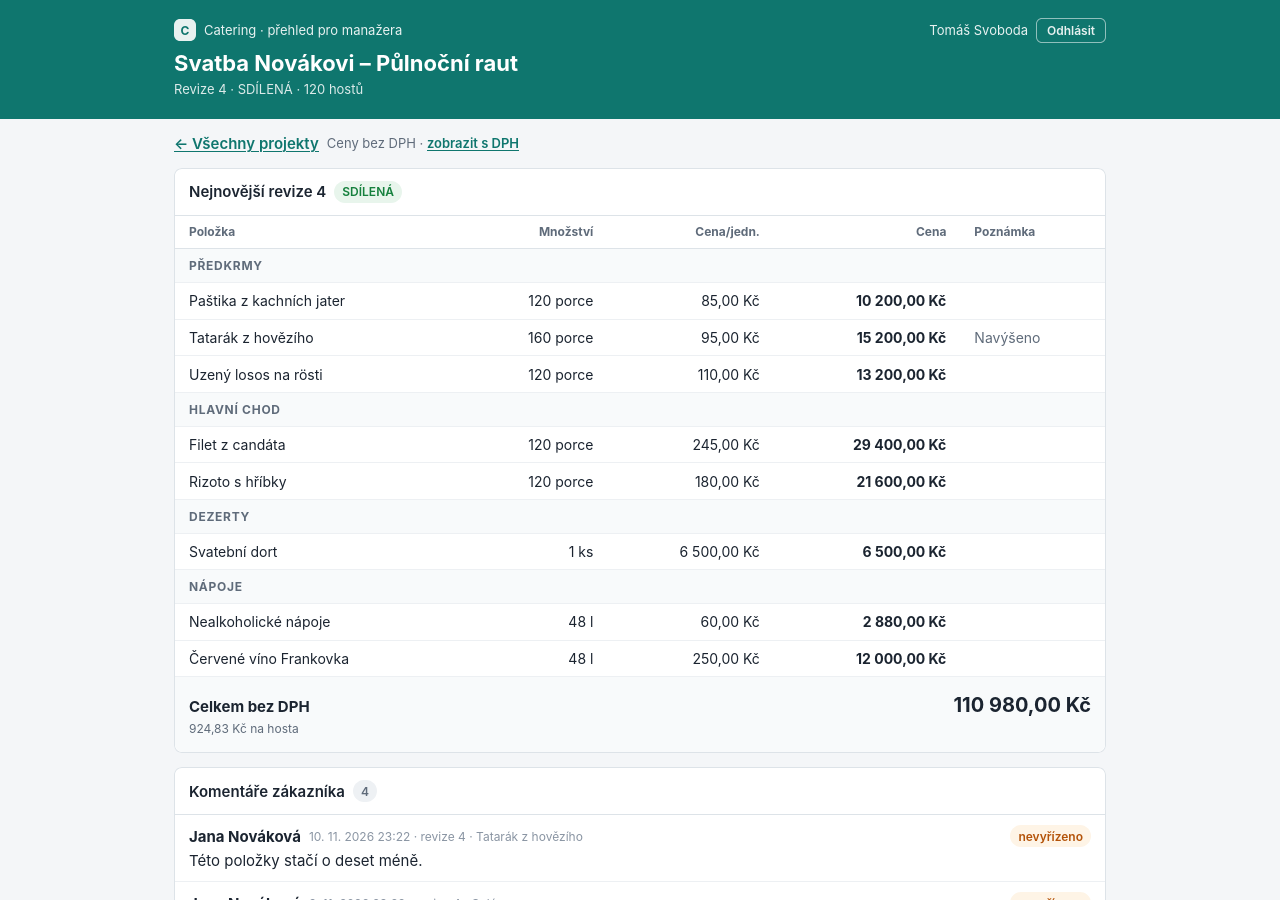 C Catering · přehled pro manažera
Tomáš Svoboda Odhlásit
Svatba Novákovi – Půlnoční raut
Revize 4 · SDÍLENÁ · 120 hostů
← Všechny projekty Ceny bez DPH · zobrazit s DPH
Nejnovější revize 4 SDÍLENÁ
Položka Množství Cena/jedn. Cena Poznámka
PŘEDKRMY
Paštika z kachních jater 120 porce 85,00 Kč 10 200,00 Kč
Tatarák z hovězího 160 porce 95,00 Kč 15 200,00 Kč Navýšeno
Uzený losos na rösti 120 porce 110,00 Kč 13 200,00 Kč
HLAVNÍ CHOD
Filet z candáta 120 porce 245,00 Kč 29 400,00 Kč
Rizoto s hříbky 120 porce 180,00 Kč 21 600,00 Kč
DEZERTY
Svatební dort 1 ks 6 500,00 Kč 6 500,00 Kč
NÁPOJE
Nealkoholické nápoje 48 l 60,00 Kč 2 880,00 Kč
Červené víno Frankovka 48 l 250,00 Kč 12 000,00 Kč
Celkem bez DPH 110 980,00 Kč
924,83 Kč na hosta
Komentáře zákazníka 4
Jana Nováková 10. 11. 2026 23:22 · revize 4 · Tatarák z hovězího nevyřízeno
Této položky stačí o deset méně.